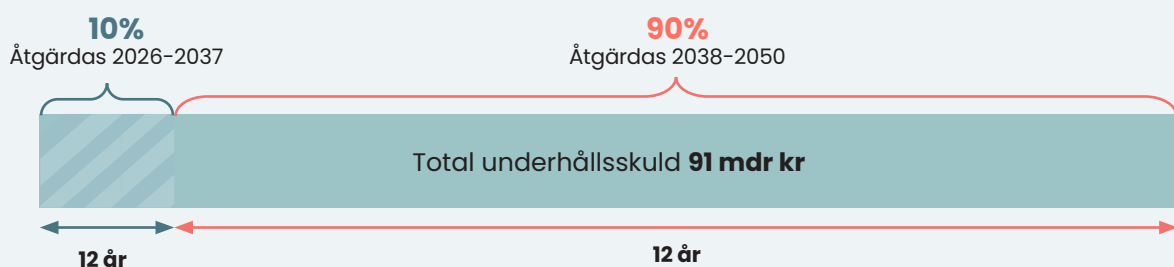 10%
Åtgärdas 2026-2037
90%
Åtgärdas 2038-2050
Total underhållsskuld 91 mdr kr
12 år
12 år